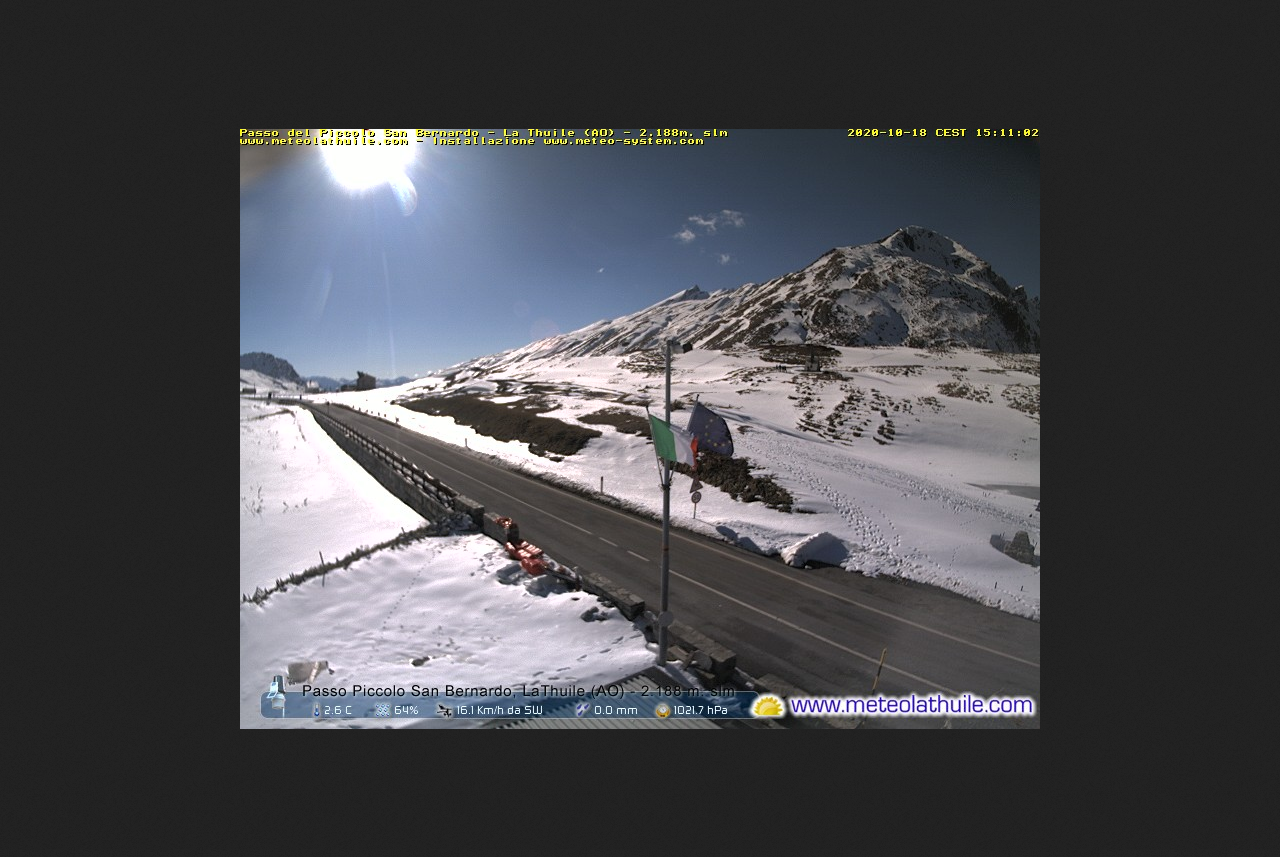 Passo del Piccolo San Bernardo - La Thuile (AO) - 2.188m. slm
2020-10-18 CEST 15:11:02
www.meteolathuile.com - Installazione www.meteo-system.com
Passo Piccolo San Bernardo, LaThuile (AO) - 2.188 m. slm
2.6 C 64% 16.1 Km/h da SW 0.0 mm 1021.7 hPa
www.meteolathuile.com